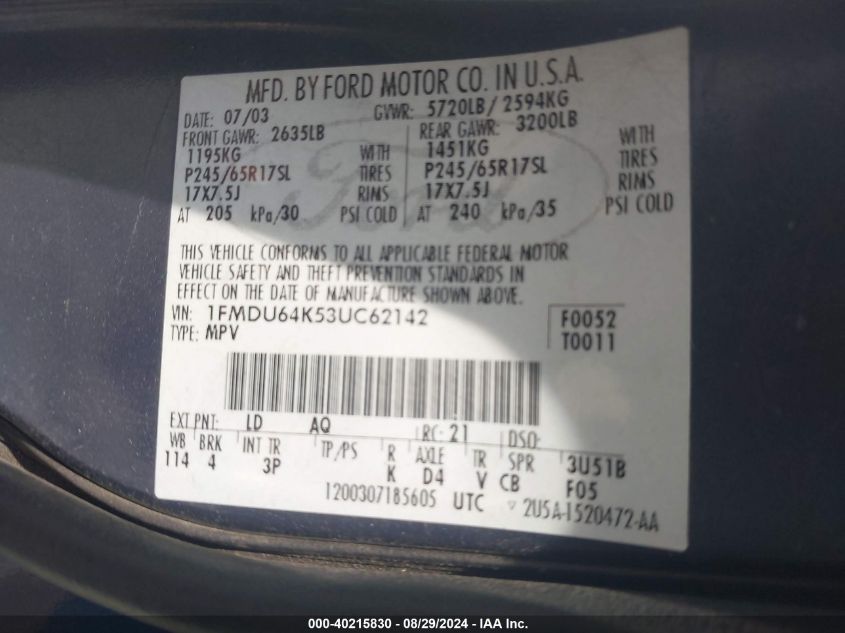 MFD. BY FORD MOTOR CO. IN U.S.A.
DATE: 07/03 GVWR: 5720LB/ 2594KG
FRONT GAWR: 2635LB REAR GAWR: 3200LB
1195KG WITH 1451KG WITH
P245/65R17SL TIRES P245/65R17SL TIRES
17X7.5J RIMS 17X7.5J RIMS
AT 205 kPa/30 PSI COLD AT 240 kPa/35 PSI COLD
Ford
THIS VEHICLE CONFORMS TO ALL APPLICABLE FEDERAL MOTOR
VEHICLE SAFETY AND THEFT PREVENTION STANDARDS IN
EFFECT ON THE DATE OF MANUFACTURE SHOWN ABOVE.
VIN: 1FMDU64K53UC62142 F0052
TYPE: MPV T0011
EXT PNT: LD AQ RC: 21 DSO:
WB BRK INT TR TP/PS R AXLE TR SPR 3U51B
114 4 3P K D4 V CB F05
1200307185605 UTC ▽ 2U5A-1520472-AA
000-40215830 - 08/29/2024 - IAA Inc.